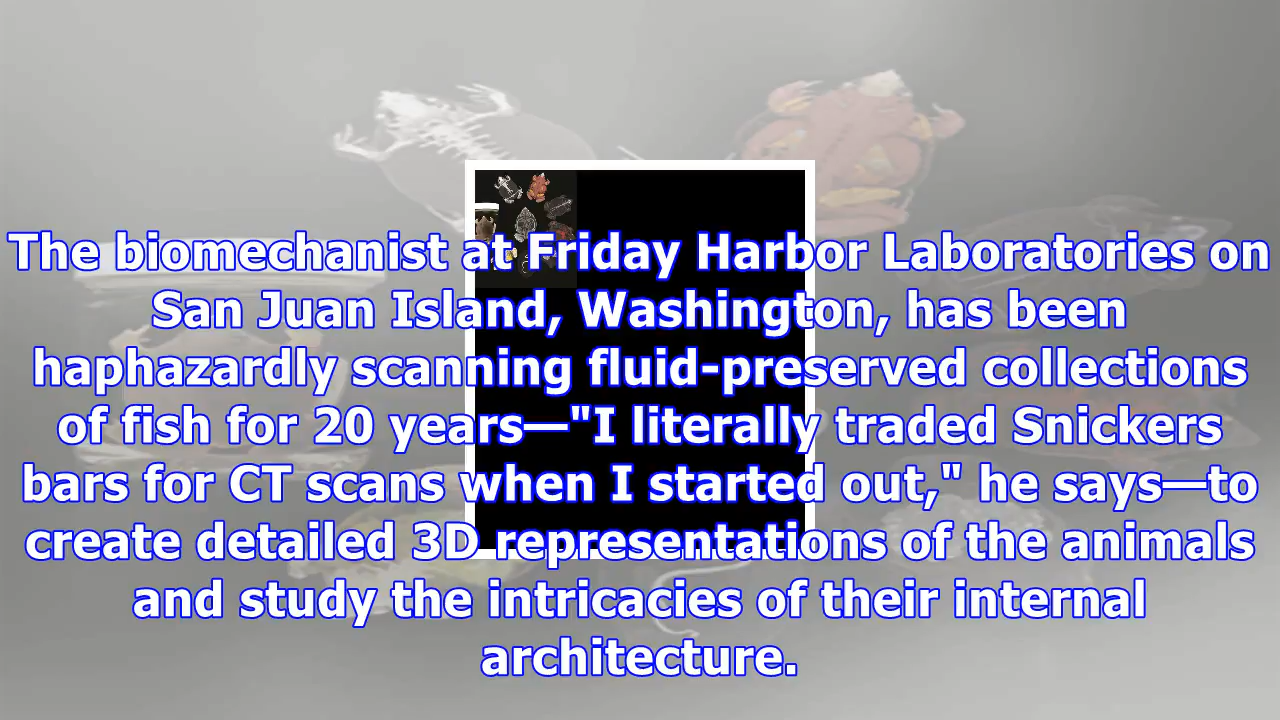 The biomechanist at Friday Harbor Laboratories on
San Juan Island, Washington, has been
haphazardly scanning fluid-preserved collections
of fish for 20 years—"I literally traded Snickers
bars for CT scans when I started out," he says—to
create detailed 3D representations of the animals
and study the intricacies of their internal
architecture.